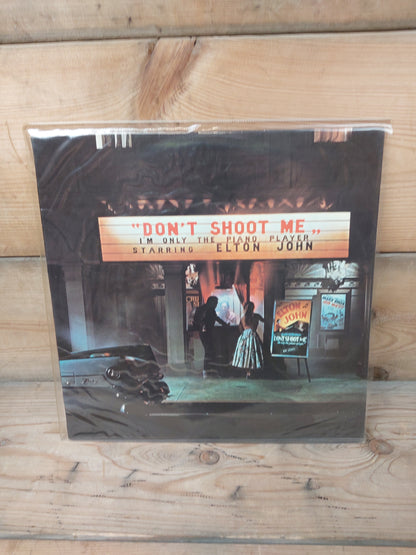 "DON'T SHOOT ME„
I'M ONLY THE PIANO PLAYER
STARRING ELTON JOHN
ELTON
JOHN
DON'T SHOOT ME